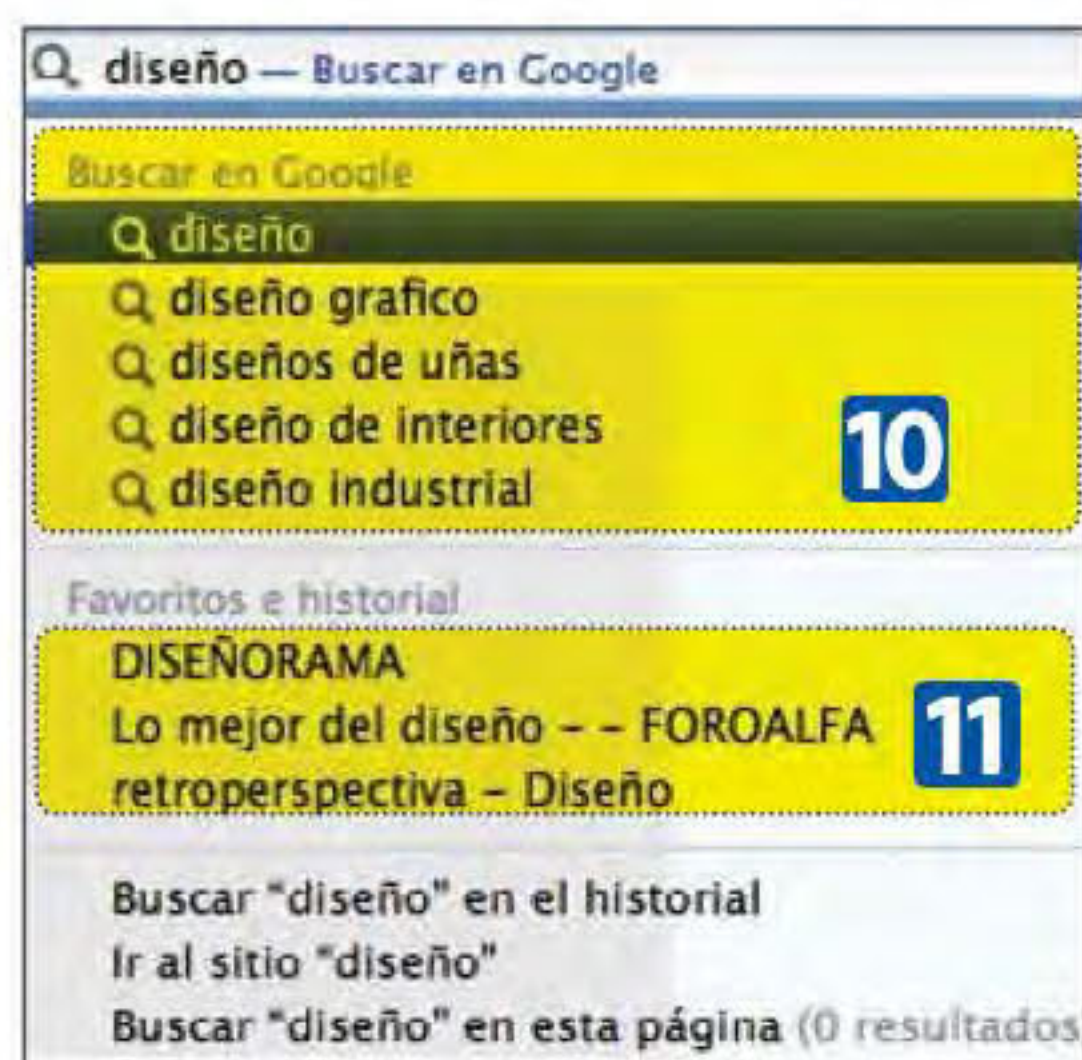 diseño — Buscar en Google
Buscar en Google
diseño
diseño grafico
diseños de uñas
diseño de interiores
10
diseño industrial
Favoritos e historial
DISEÑORAMA
Lo mejor del diseño – – FOROALFA
11
retroperspectiva – Diseño
Buscar “diseño” en el historial
Ir al sitio “diseño”
Buscar “diseño” en esta página (0 resultados